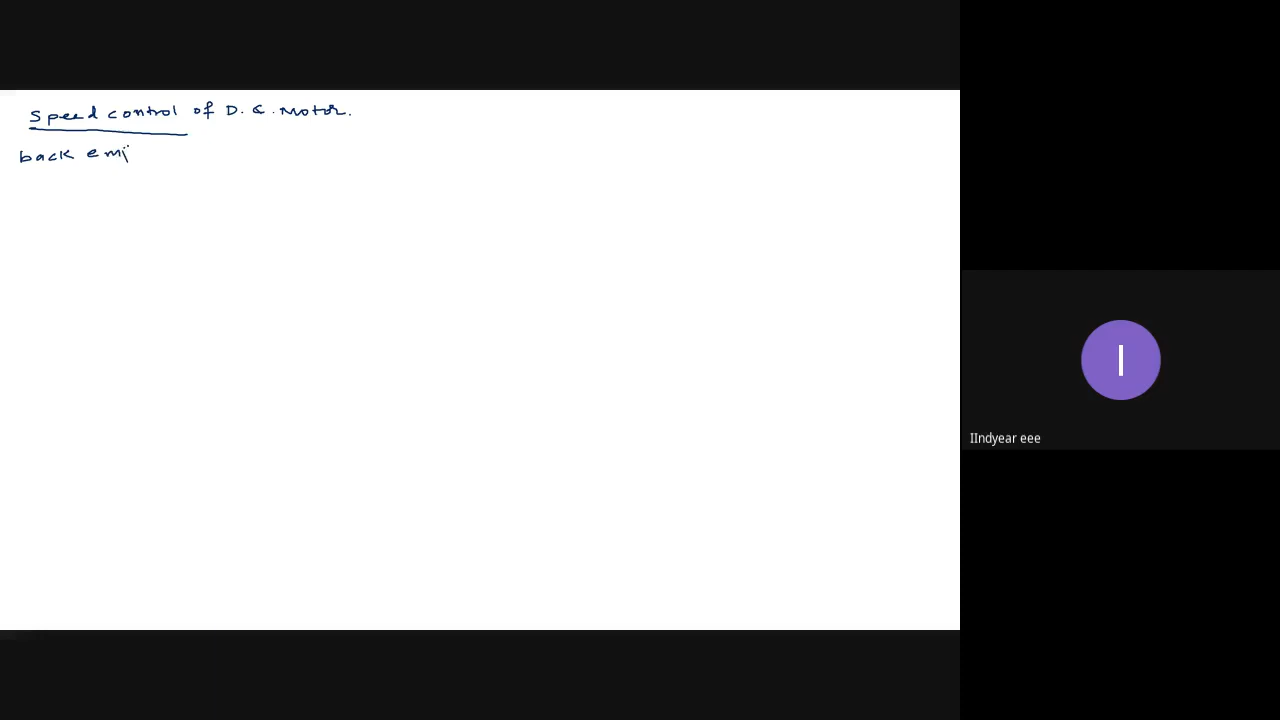 Speed control of D.C. Motor.
back emf
I
IIndyear eee